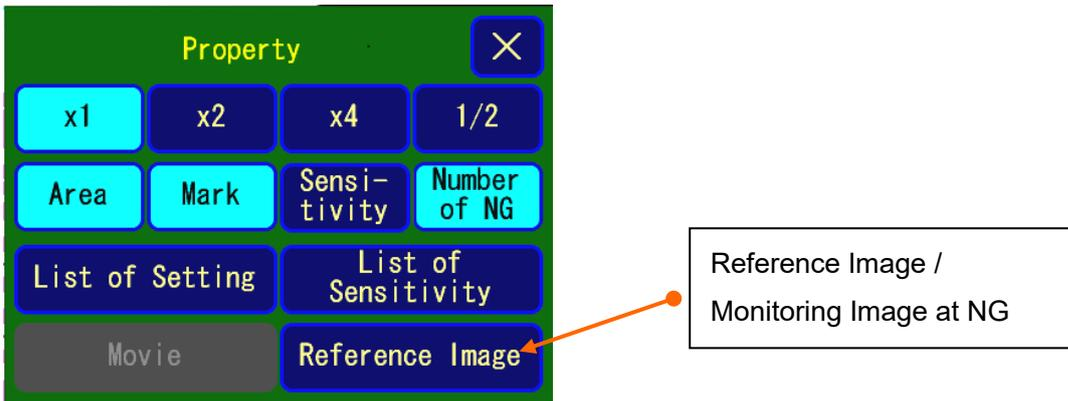 Property
x1
x2
x4
1/2
Area
Mark
Sensi-
tivity
Number
of NG
List of Setting
List of
Sensitivity
Movie
Reference Image
Reference Image /
Monitoring Image at NG